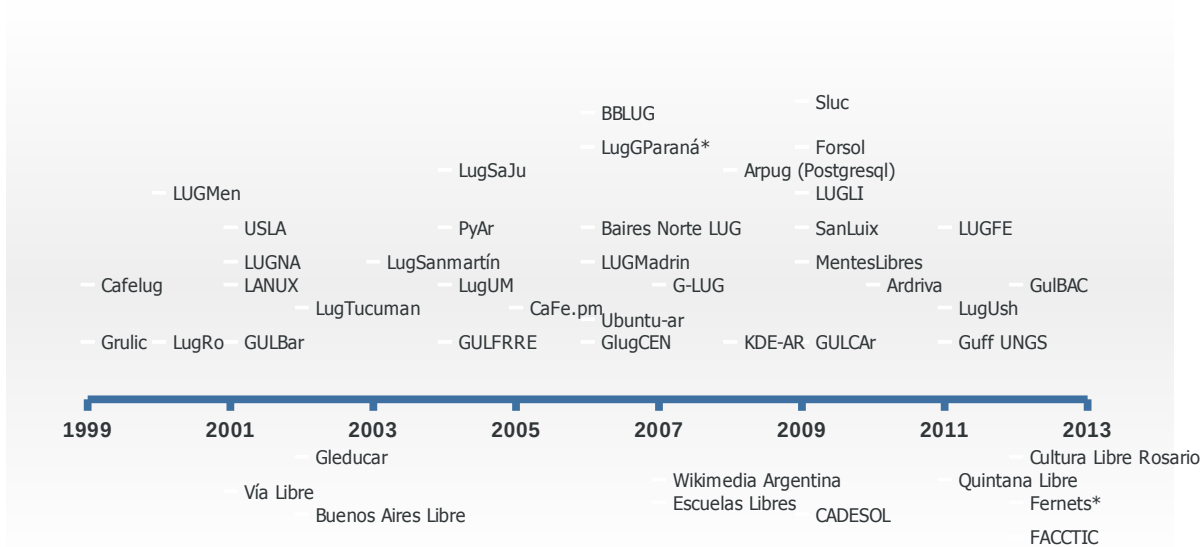 Sluc
BBLUG
LugGParaná* Forsol
LugSaJu Arpug (Postgresql)
LUGMen LUGLI
USLA PyAr Baires Norte LUG SanLuix LUGFE
LUGNA LugSanmartín LUGMadrin MentesLibres
Cafelug LANUX LugUM G-LUG Ardriva GulBAC
LugTucuman CaFe.pm LugUsh
Ubuntu-ar
Grulic LugRo GULBar GULFRRE GlugCEN KDE-AR GULCAr Guff UNGS
1999 2001 2003 2005 2007 2009 2011 2013
Gleducar Cultura Libre Rosario
Wikimedia Argentina Quintana Libre
Vía Libre
Escuelas Libres Fernets*
Buenos Aires Libre CADESOL
FACCTIC